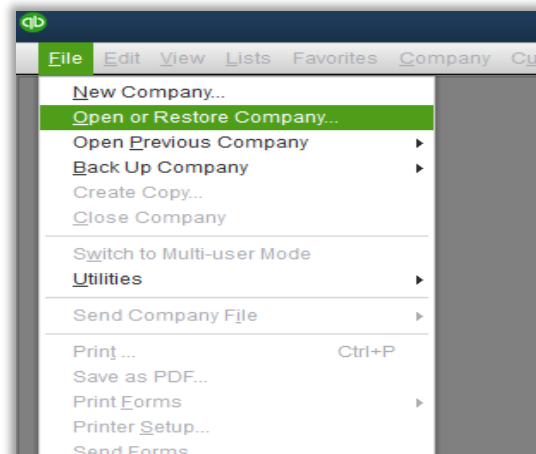 qb
File Edit View Lists Favorites Company Cu
New Company...
Open or Restore Company...
Open Previous Company
Back Up Company
Create Copy...
Close Company
Switch to Multi-user Mode
Utilities
Send Company File
Print ... Ctrl+P
Save as PDF...
Print Forms
Printer Setup...
Send Forms